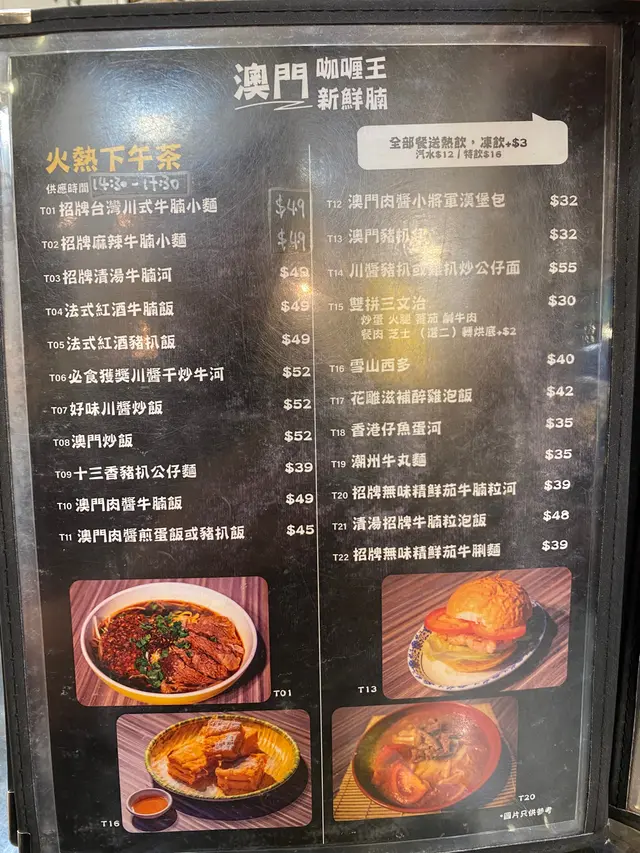 澳門 咖喱王
新鮮腩
全部餐送熱飲，凍飲+$3
汽水$12 / 特飲$16
火熱下午茶
供應時間 14:30-17:30
T01 招牌台灣川式牛腩小麵 $49
T02 招牌麻辣牛腩小麵 $49
T03 招牌清湯牛腩河 $49
T04 法式紅酒牛腩飯 $49
T05 法式紅酒豬扒飯 $49
T06 必食獲獎川醬干炒牛河 $52
T07 好味川醬炒飯 $52
T08 澳門炒飯 $52
T09 十三香豬扒公仔麵 $39
T10 澳門肉醬牛腩飯 $49
T11 澳門肉醬煎蛋飯或豬扒飯 $45
T12 澳門肉醬小將軍漢堡包 $32
T13 澳門豬扒 $32
T14 川醬豬扒或雞扒炒公仔面 $55
T15 雙拼三文治 $30
炒蛋 火腿 蕃茄 鹹牛肉
餐肉 芝士 （選二）轉烘底+$2
T16 雪山西多 $40
T17 花雕滋補醉雞泡飯 $42
T18 香港仔魚蛋河 $35
T19 潮州牛丸麵 $35
T20 招牌無味精鮮茄牛腩粒河 $39
T21 清湯招牌牛腩粒泡飯 $48
T22 招牌無味精鮮茄牛脷麵 $39
T01
T13
T16
T20
*圖片只供參考